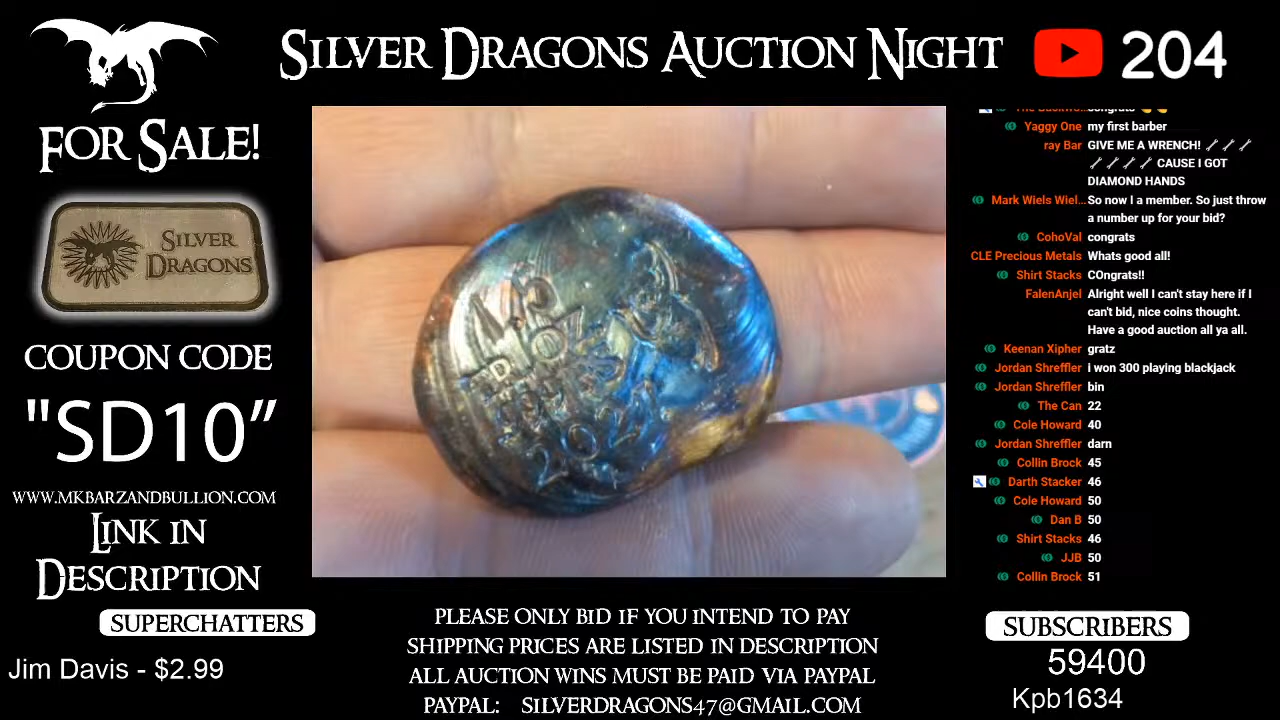 SILVER DRAGONS AUCTION NIGHT
204
FOR SALE!
SILVER
DRAGONS
COUPON CODE
"SD10”
WWW.MKBARZANDBULLION.COM
LINK IN
DESCRIPTION
SUPERCHATTERS
Jim Davis - $2.99
1.5
2021
congrats
Yaggy One my first barber
ray Bar GIVE ME A WRENCH!
CAUSE I GOT
DIAMOND HANDS
Mark Wiels Wiel... So now I a member. So just throw
a number up for your bid?
CohoVal congrats
CLE Precious Metals Whats good all!
Shirt Stacks COngrats!!
FalenAnjel Alright well I can't stay here if I
can't bid, nice coins thought.
Have a good auction all ya all.
Keenan Xipher gratz
Jordan Shreffler i won 300 playing blackjack
Jordan Shreffler bin
The Can 22
Cole Howard 40
Jordan Shreffler darn
Collin Brock 45
Darth Stacker 46
Cole Howard 50
Dan B 50
Shirt Stacks 46
JJB 50
Collin Brock 51
PLEASE ONLY BID IF YOU INTEND TO PAY
SHIPPING PRICES ARE LISTED IN DESCRIPTION
ALL AUCTION WINS MUST BE PAID VIA PAYPAL
PAYPAL: SILVERDRAGONS47@GMAIL.COM
SUBSCRIBERS
59400
Kpb1634